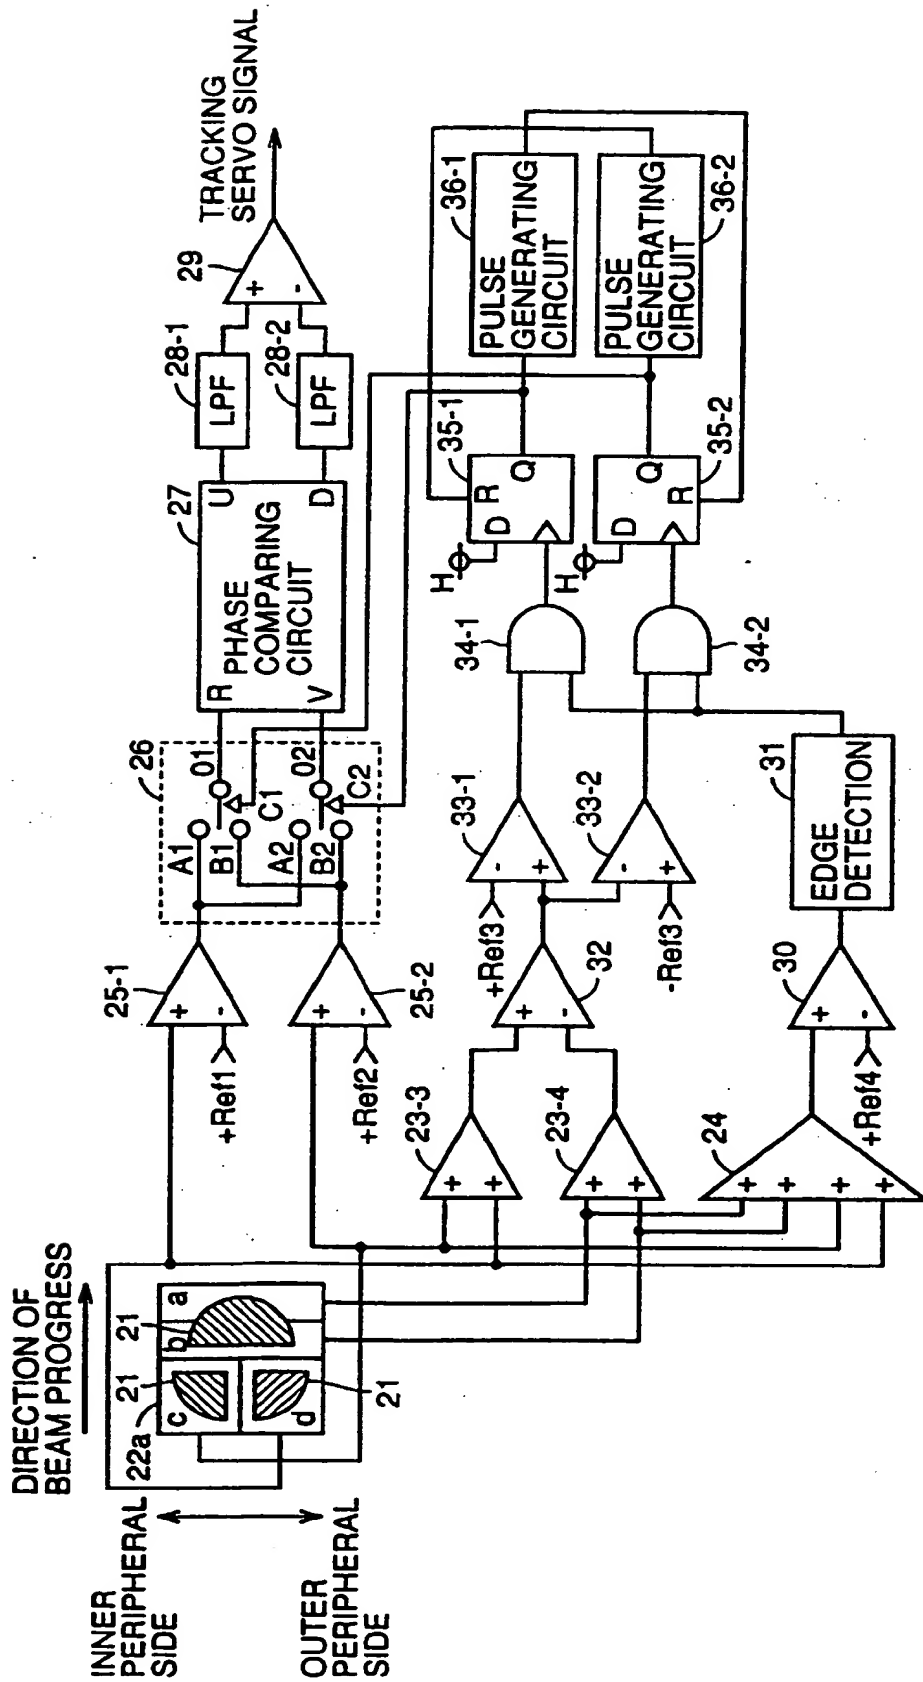 DIRECTION OF
BEAM PROGRESS
INNER
PERIPHERAL
SIDE
OUTER
PERIPHERAL
SIDE
22a
21
21
21
a
b
c
d
25-1
+
-
+Ref1
25-2
+
-
+Ref2
26
A1
B1
A2
B2
C1
C2
01
02
27
R
V
PHASE
COMPARING
CIRCUIT
U
D
28-1
LPF
28-2
LPF
29
+
-
TRACKING
SERVO SIGNAL
23-3
+
+
23-4
+
+
24
+
+
+
+
32
+
-
33-1
-
+
+Ref3
33-2
-
+
-Ref3
30
+
-
+Ref4
31
EDGE
DETECTION
34-1
34-2
H
D
R
Q
35-1
H
D
R
Q
35-2
36-1
PULSE
GENERATING
CIRCUIT
36-2
PULSE
GENERATING
CIRCUIT